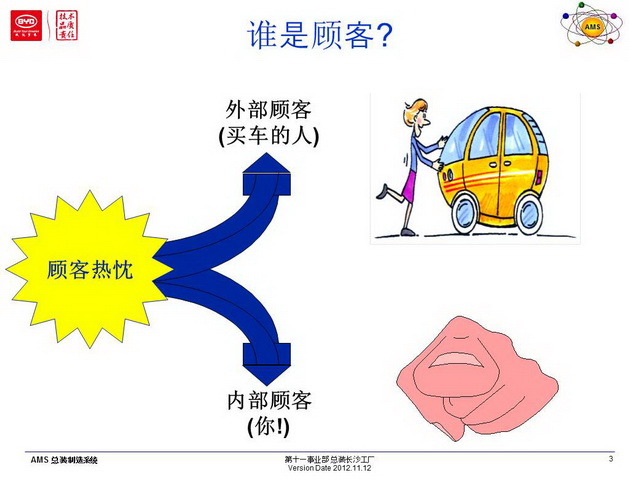 BYD
技术
品质
责任
AMS
谁是顾客?
外部顾客
(买车的人)
顾客热忱
内部顾客
(你!)
AMS 总装制造系统
第十一事业部总装长沙工厂
Version Date 2012.11.12
3